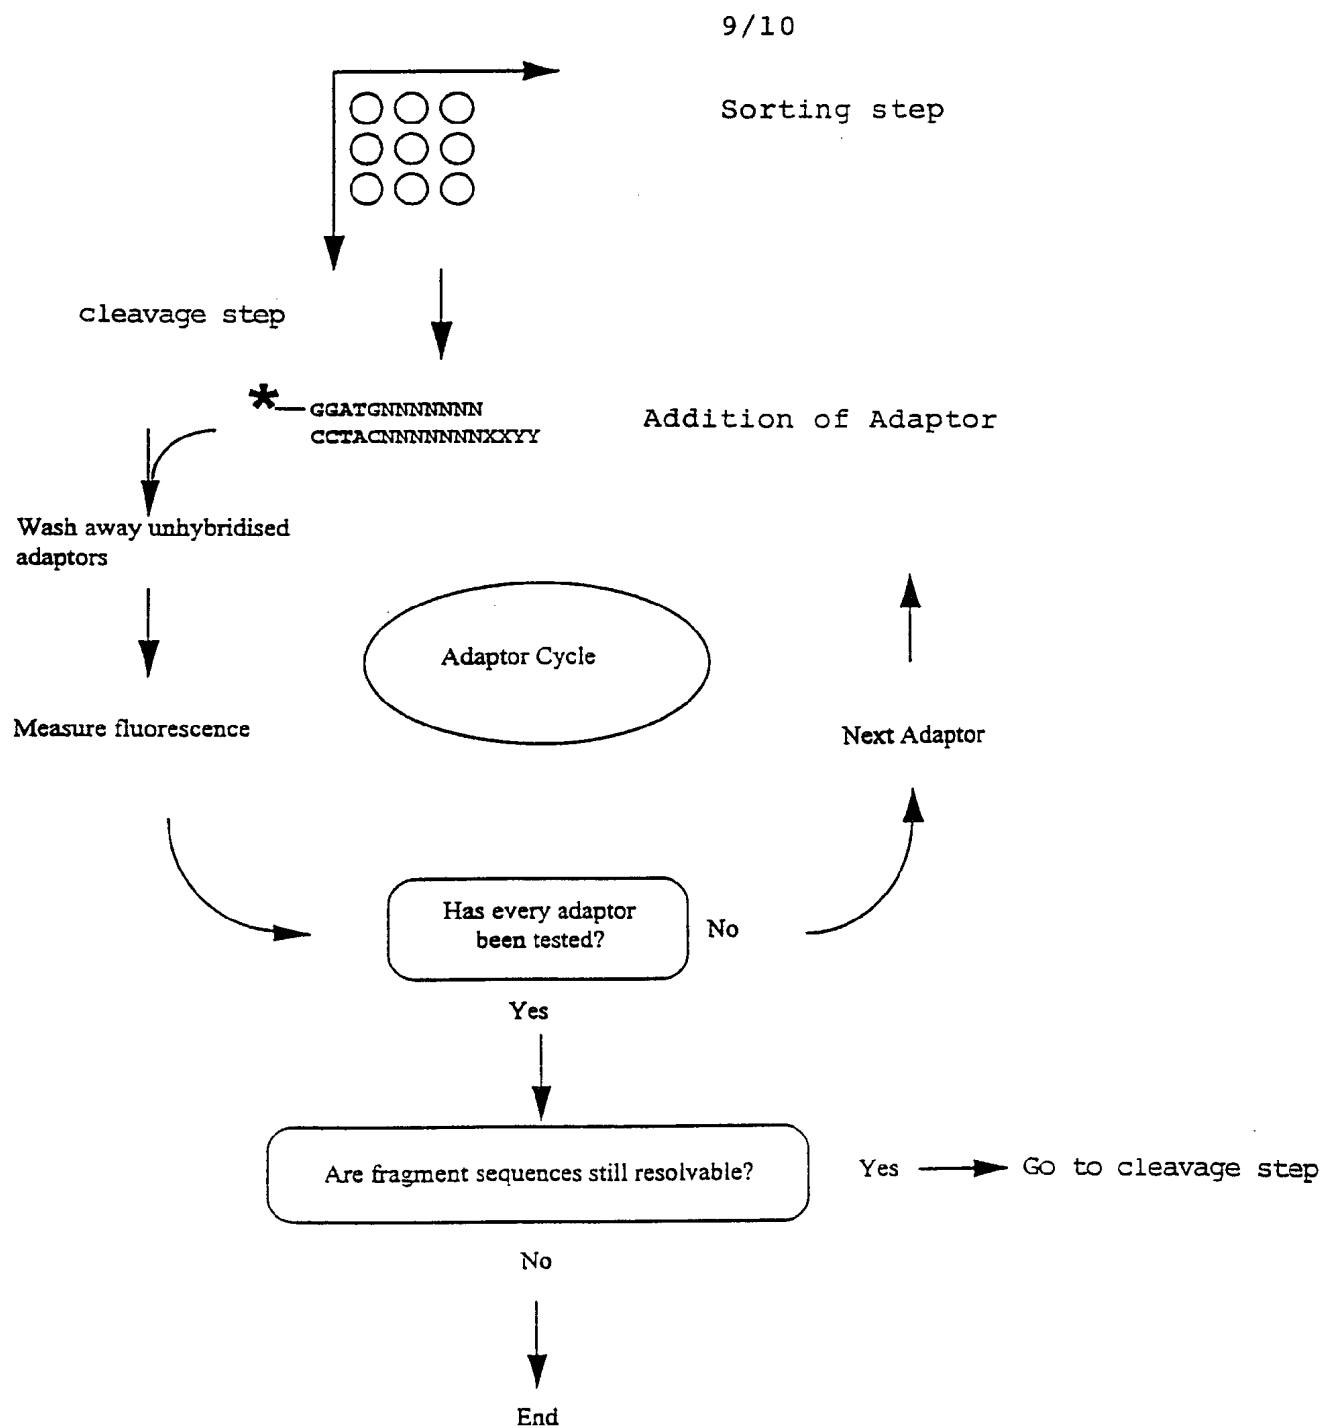 9/10
Sorting step
cleavage step
*
GGATGNNNNNNN
CCTACNNNNNNNXXYY
Addition of Adaptor
Wash away unhybridised
adaptors
Adaptor Cycle
Measure fluorescence
Next Adaptor
Has every adaptor
been tested?
No
Yes
Are fragment sequences still resolvable?
Yes
Go to cleavage step
No
End